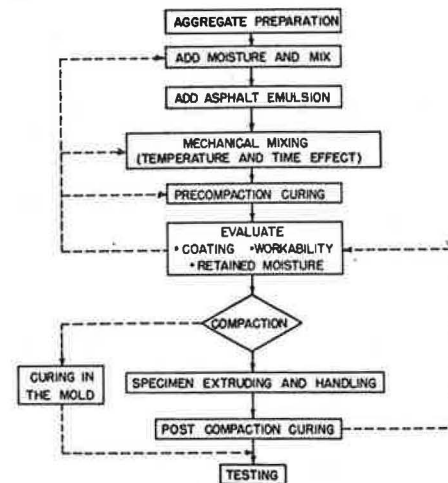 AGGREGATE PREPARATION
ADD MOISTURE AND MIX
ADD ASPHALT EMULSION
MECHANICAL MIXING
(TEMPERATURE AND TIME EFFECT)
PRECOMPACTION CURING
EVALUATE
• COATING • WORKABILITY
• RETAINED MOISTURE
COMPACTION
CURING IN
THE MOLD
SPECIMEN EXTRUDING AND HANDLING
POST COMPACTION CURING
TESTING